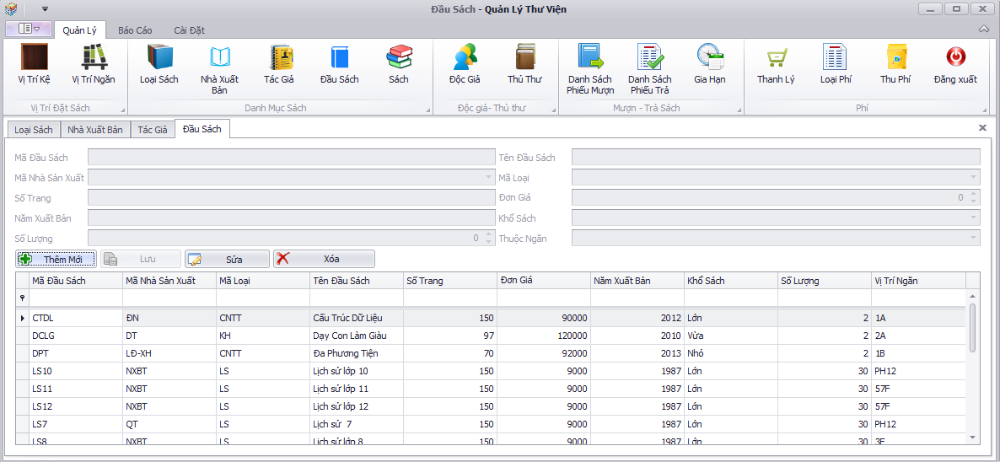 Đầu Sách - Quản Lý Thư Viện
Quản Lý Báo Cáo Cài Đặt
Vị Trí Kệ Vị Trí Ngăn Loại Sách Nhà Xuất Bản Tác Giả Đầu Sách Sách Độc Giả Thủ Thư Danh Sách Phiếu Mượn Danh Sách Phiếu Trả Gia Hạn Thanh Lý Loại Phí Thu Phí Đăng xuất
Vị Trí Đặt Sách Danh Mục Sách Độc giả- Thủ thư Mượn - Trả Sách Phí
Loại Sách Nhà Xuất Bản Tác Giả Đầu Sách
Mã Đầu Sách Tên Đầu Sách
Mã Nhà Sản Xuất Mã Loại
Số Trang Đơn Giá 0
Năm Xuất Bản Khổ Sách
Số Lượng 0 Thuộc Ngăn
Thêm Mới Lưu Sửa Xóa
Mã Đầu Sách Mã Nhà Sản Xuất Mã Loại Tên Đầu Sách Số Trang Đơn Giá Năm Xuất Bản Khổ Sách Số Lượng Vị Trí Ngăn
CTDL ĐN CNTT Cấu Trúc Dữ Liệu 150 90000 2012 Lớn 2 1A
DCLG DT KH Dạy Con Làm Giàu 97 120000 2010 Vừa 2 2A
DPT LĐ-XH CNTT Đa Phương Tiện 70 92000 2013 Nhỏ 2 1B
LS10 NXBT LS Lịch sử lớp 10 150 9000 1987 Lớn 30 PH12
LS11 NXBT LS Lịch sử lớp 11 150 9000 1987 Lớn 30 57F
LS12 NXBT LS Lịch sử lớp 12 150 9000 1987 Lớn 30 57F
LS7 QT LS Lịch sử 7 150 9000 1987 Lớn 30 PH12
LS8 NXBT LS Lịch sử lớp 8 150 9000 1987 Lớn 30 3F